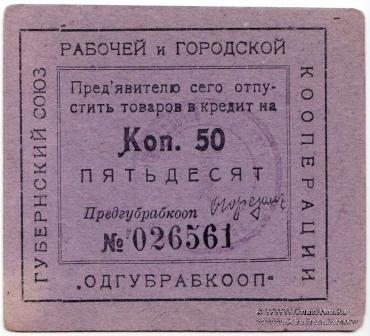 ГУБЕРНСКИЙ СОЮЗ
РАБОЧЕЙ и ГОРОДСКОЙ
КООПЕРАЦИИ
Пред'явителю сего отпу-
стить товаров в кредит на
Коп. 50
ПЯТЬДЕСЯТ
Предгубрабкооп
№ 026561
„ОДГУБРАБКООП"